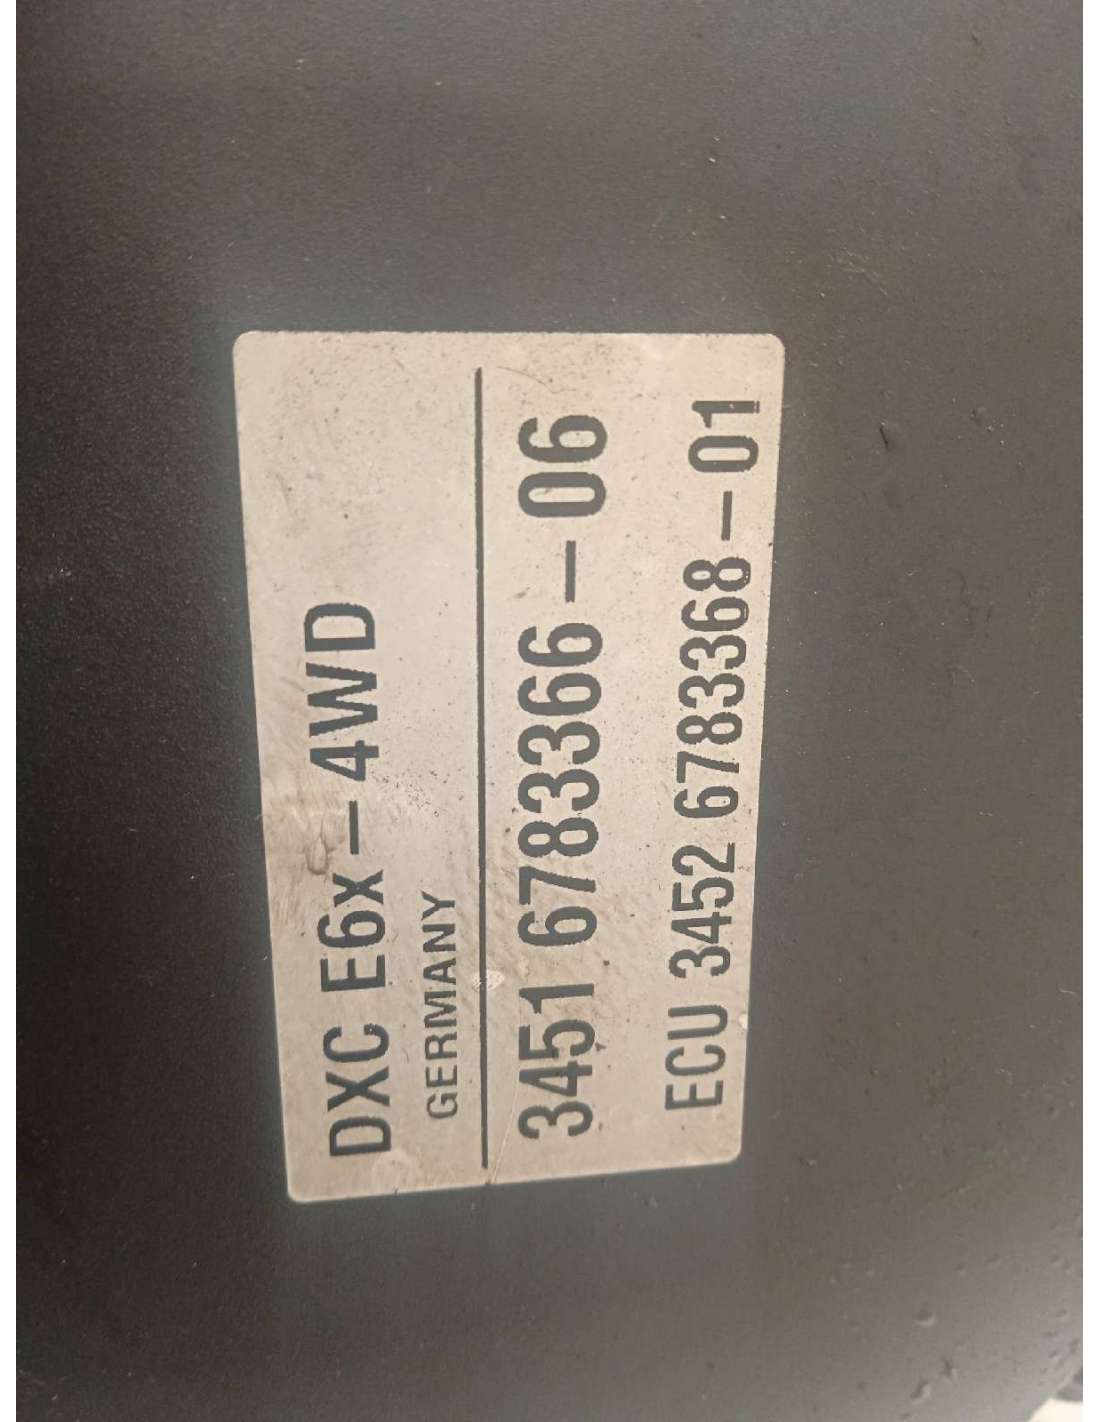 DXC E6x-4WD
GERMANY
3451 6783366-06
ECU 3452 6783368-01